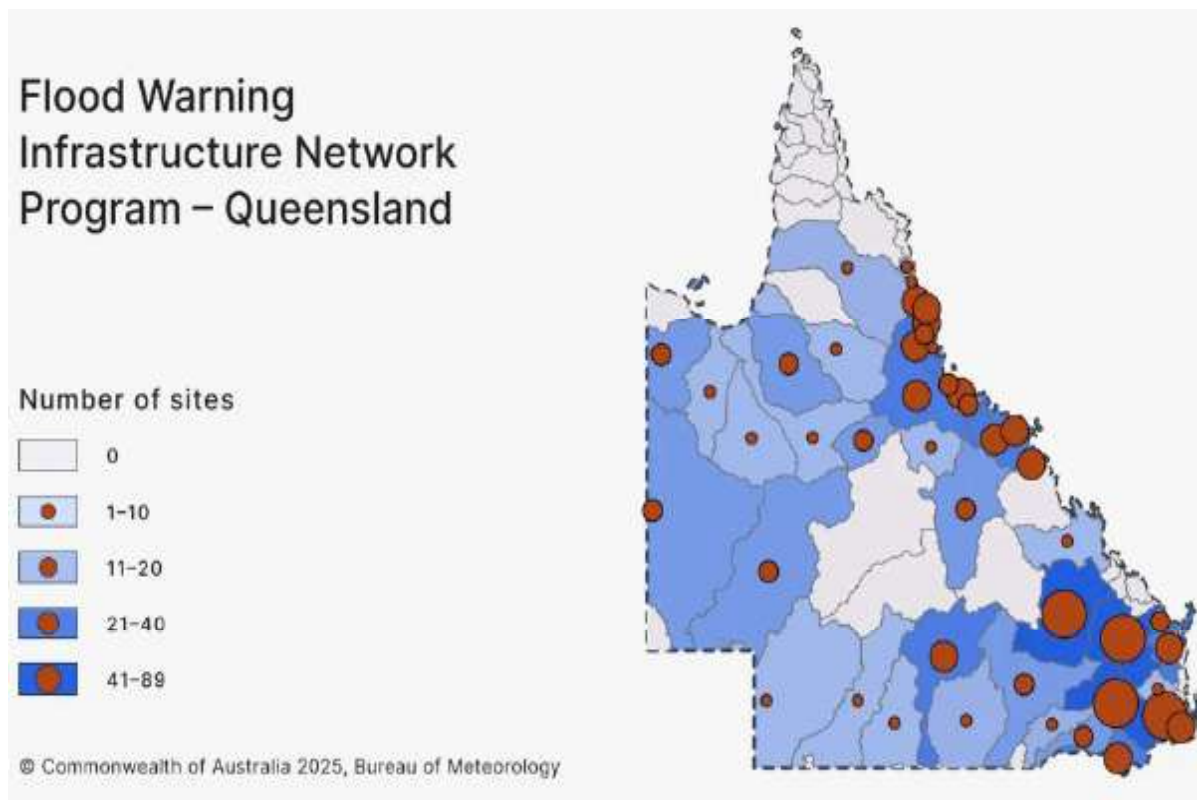 Flood Warning
Infrastructure Network
Program – Queensland
Number of sites
0
1–10
11–20
21–40
41–89
© Commonwealth of Australia 2025, Bureau of Meteorology